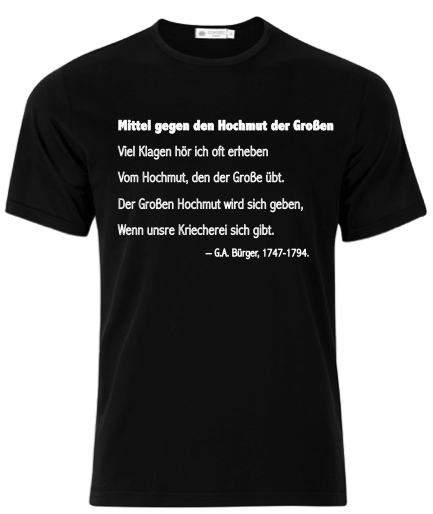 Mittel gegen den Hochmut der Großen
Viel Klagen hör ich oft erheben
Vom Hochmut, den der Große übt.
Der Großen Hochmut wird sich geben,
Wenn unsre Kriecherei sich gibt.
– G.A. Bürger, 1747-1794.